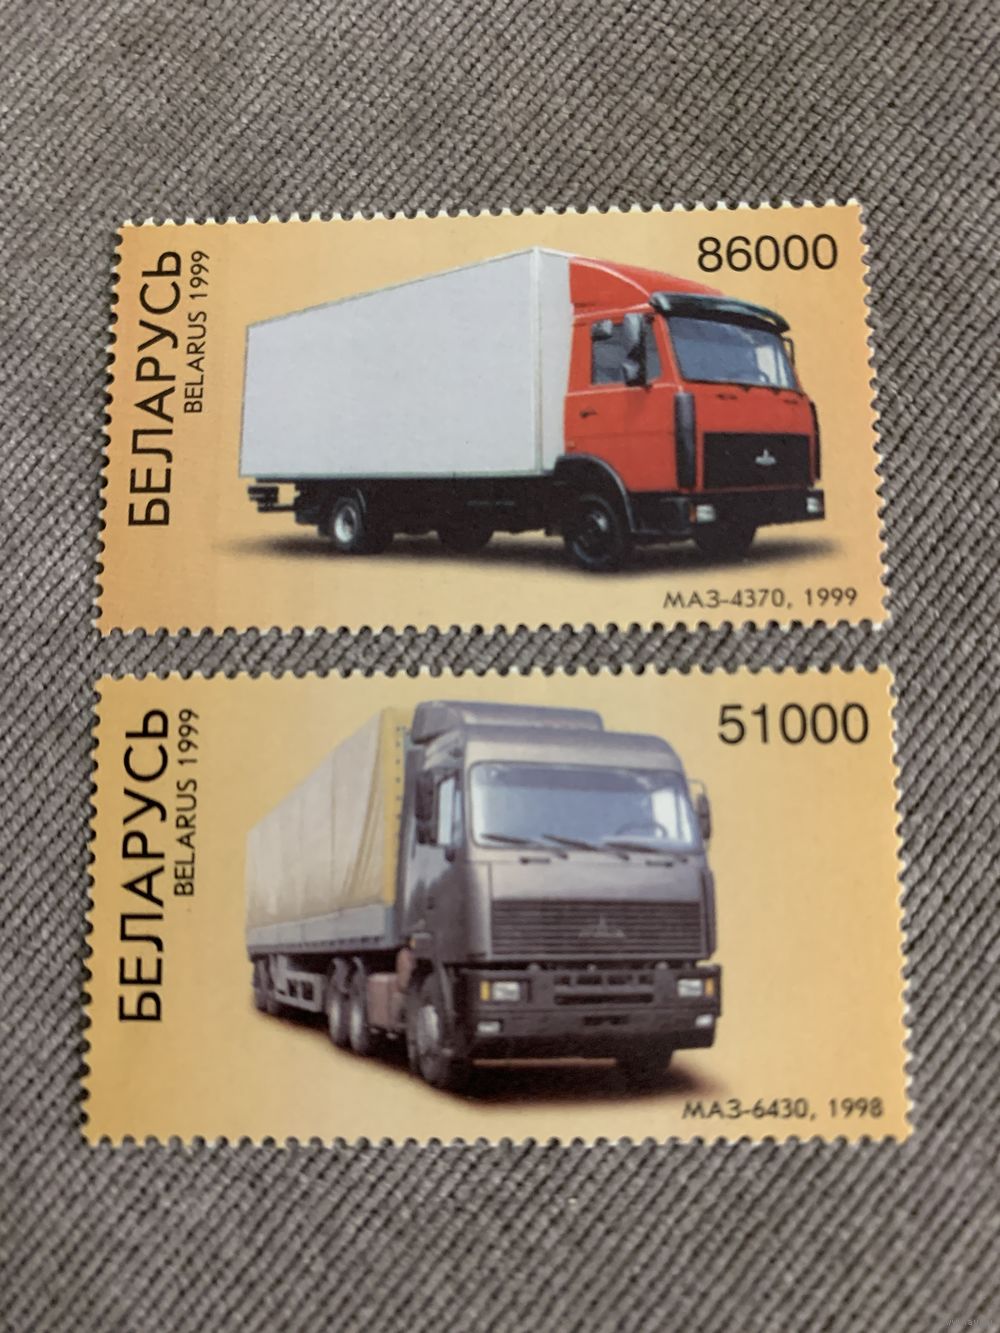 БЕЛАРУСЬ
BELARUS 1999
86000
МАЗ-4370, 1999
БЕЛАРУСЬ
BELARUS 1999
51000
МАЗ-6430, 1998